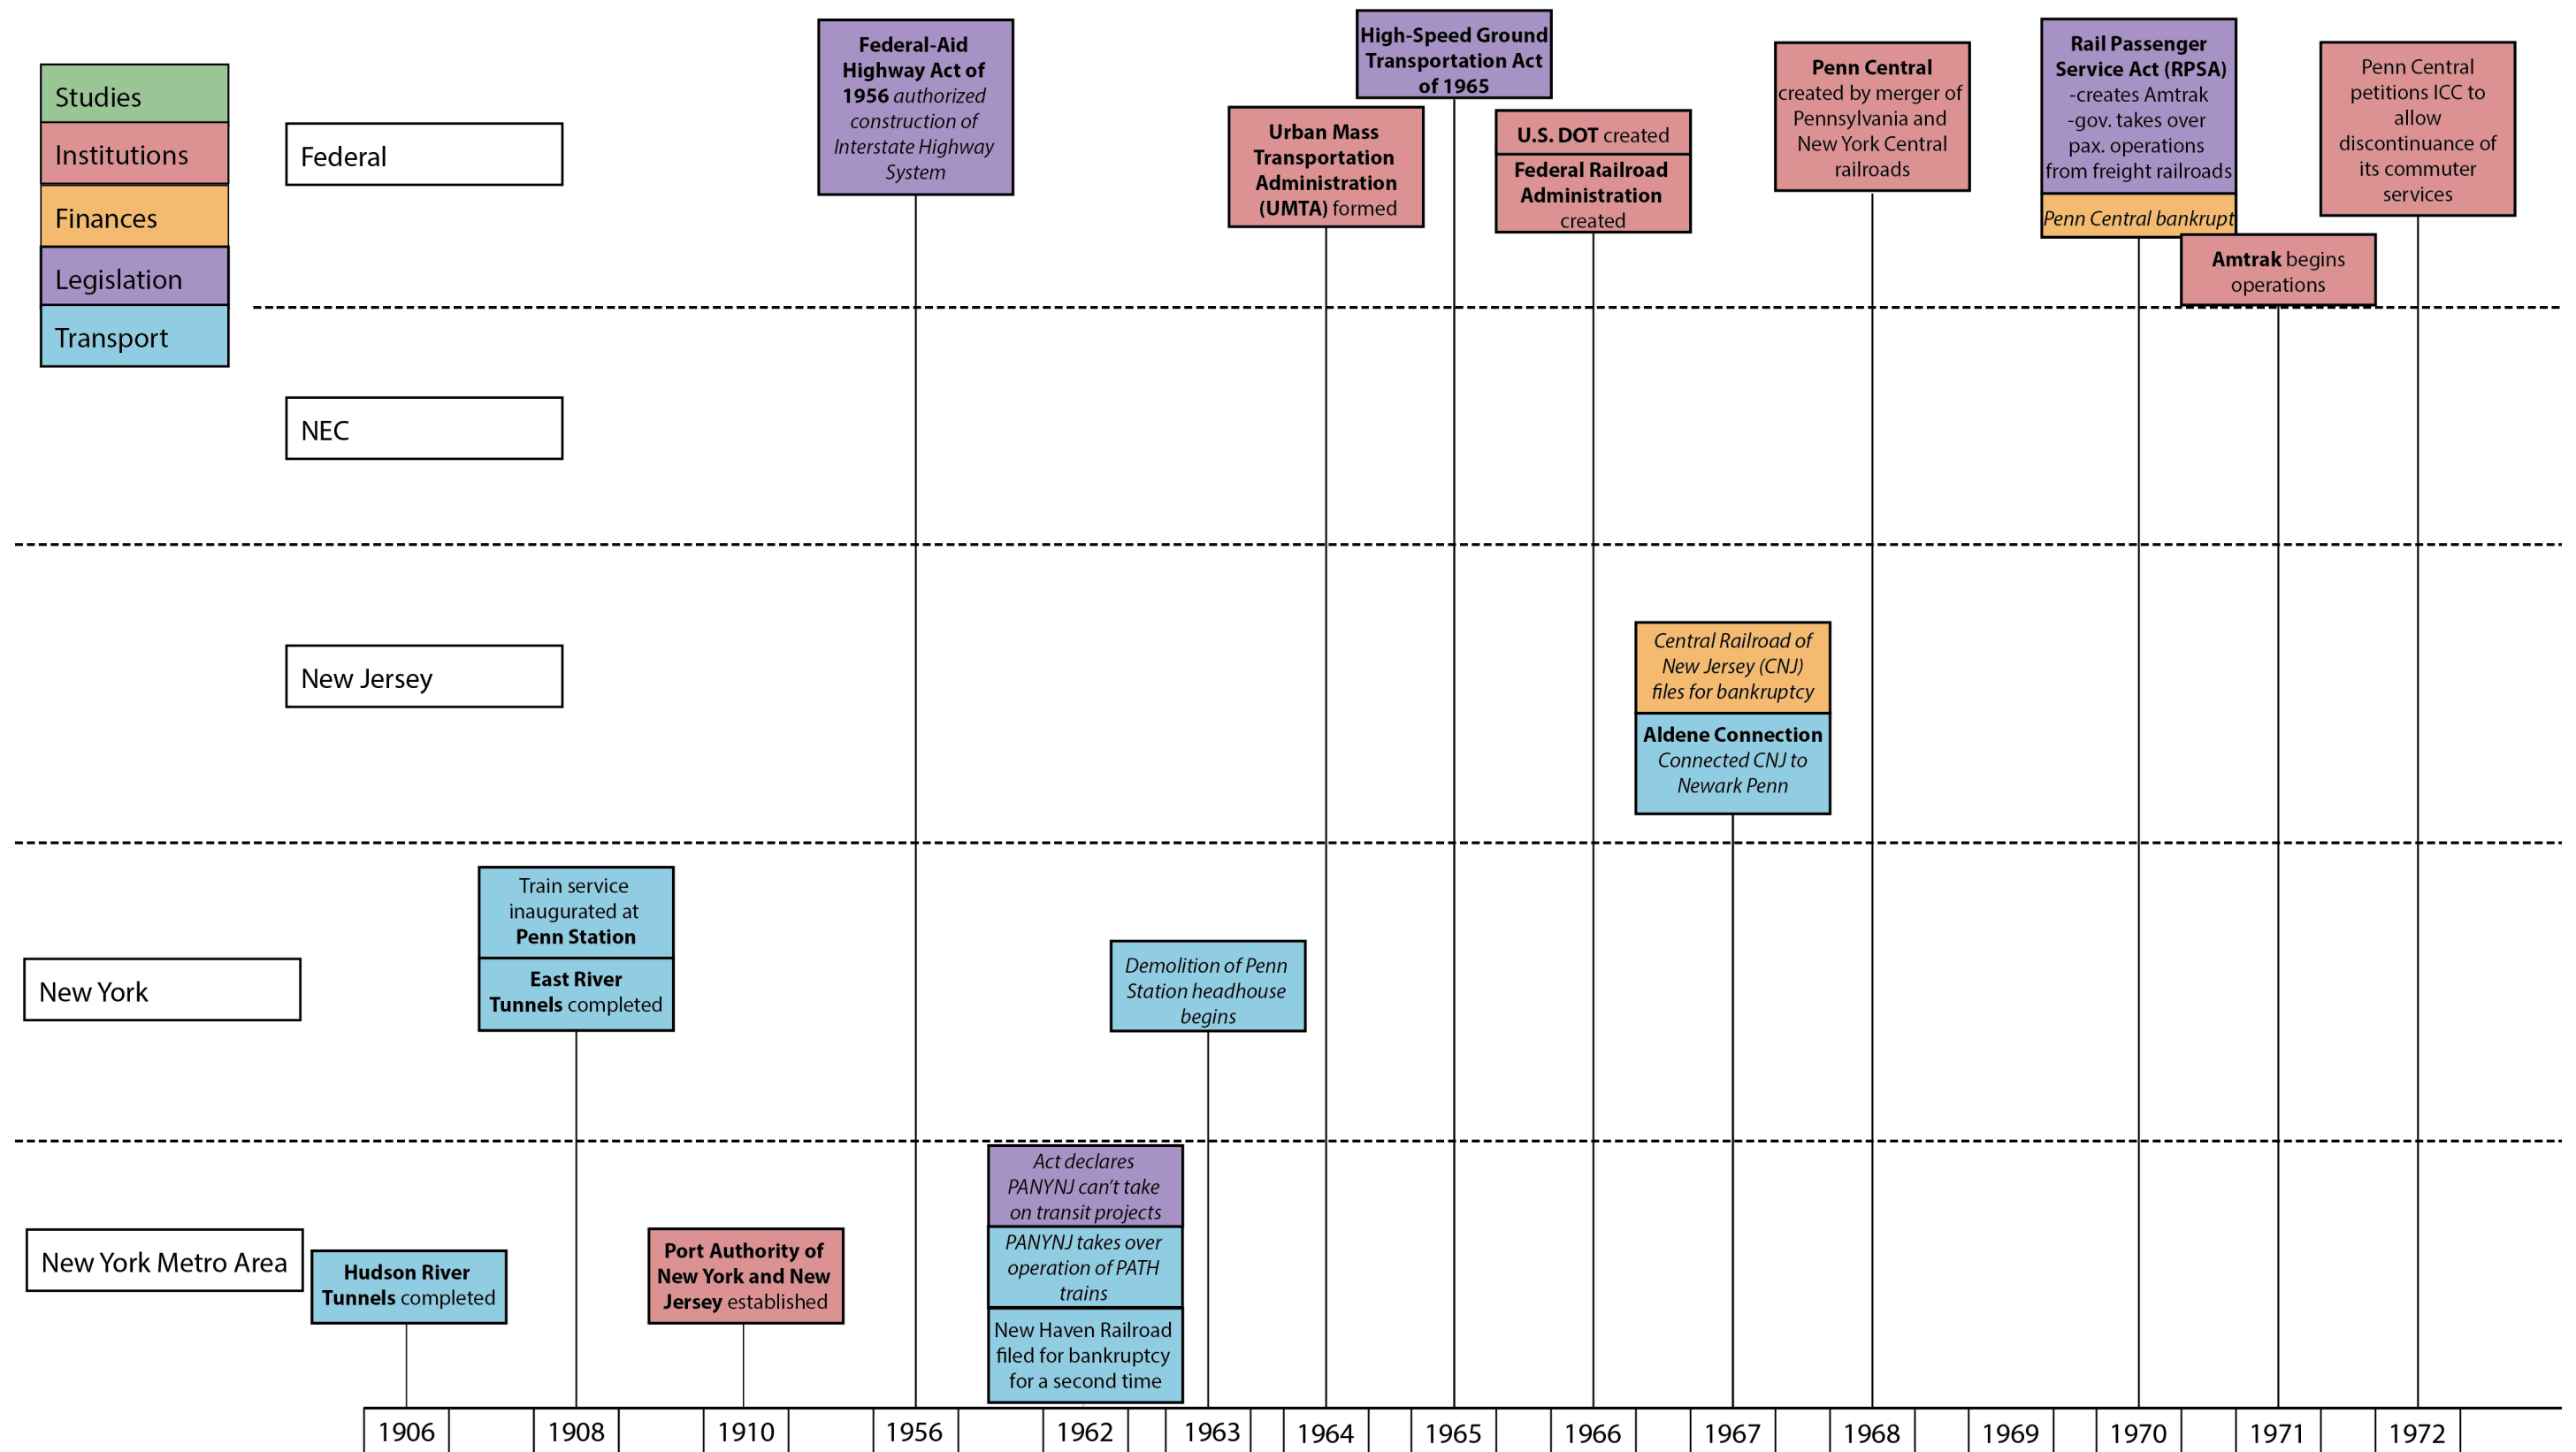 Studies
Institutions
Finances
Legislation
Transport
Federal
Federal-Aid
Highway Act of
1956 authorized
construction of
Interstate Highway
System
Urban Mass
Transportation
Administration
(UMTA) formed
High-Speed Ground
Transportation Act
of 1965
U.S. DOT created
Federal Railroad
Administration
created
Penn Central
created by merger of
Pennsylvania and
New York Central
railroads
Rail Passenger
Service Act (RPSA)
-creates Amtrak
-gov. takes over
pax. operations
from freight railroads
Penn Central bankrupt
Amtrak begins
operations
Penn Central
petitions ICC to
allow
discontinuance of
its commuter
services
NEC
New Jersey
Central Railroad of
New Jersey (CNJ)
files for bankruptcy
Aldene Connection
Connected CNJ to
Newark Penn
New York
Train service
inaugurated at
Penn Station
East River
Tunnels completed
Demolition of Penn
Station headhouse
begins
New York Metro Area
Hudson River
Tunnels completed
Port Authority of
New York and New
Jersey established
Act declares
PANYNJ can't take
on transit projects
PANYNJ takes over
operation of PATH
trains
New Haven Railroad
filed for bankruptcy
for a second time
1906 1908 1910 1956 1962 1963 1964 1965 1966 1967 1968 1969 1970 1971 1972